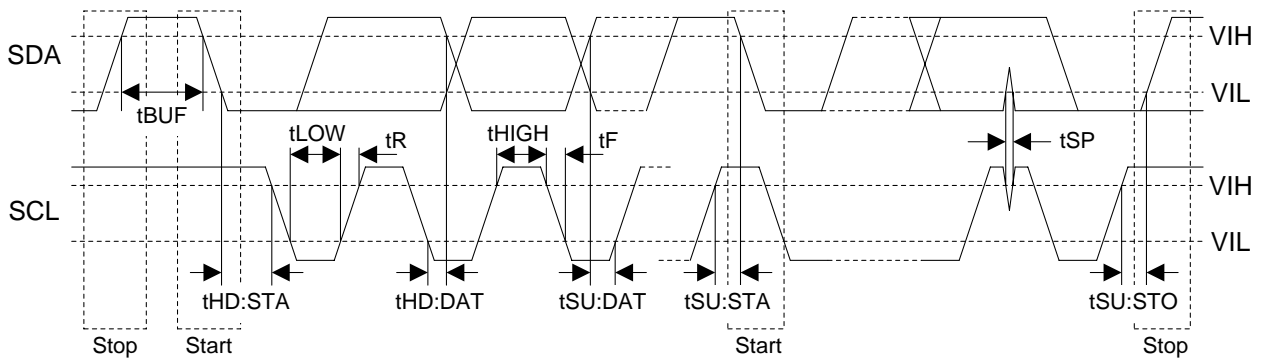 SDA
VIH
VIL
tBUF
tLOW
tR
tHIGH
tF
tSP
SCL
VIH
VIL
tHD:STA
tHD:DAT
tSU:DAT
tSU:STA
tSU:STO
Stop
Start
Start
Stop